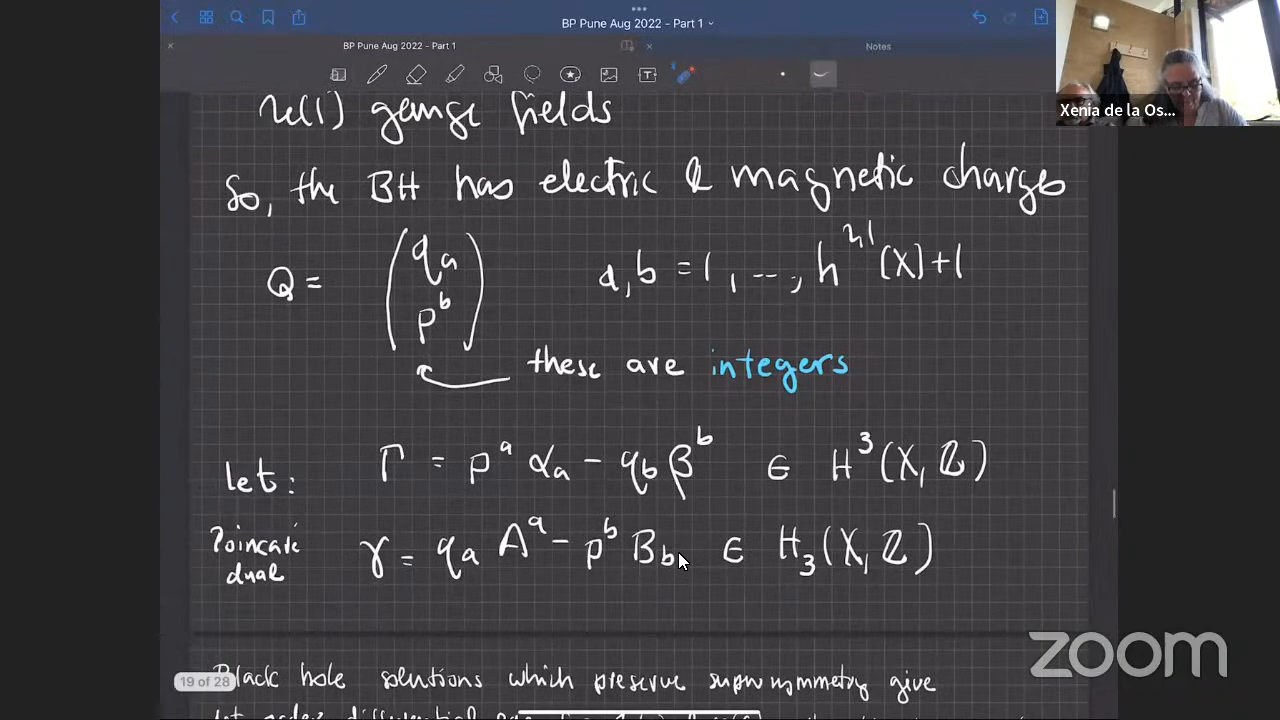 BP Pune Aug 2022 - Part 1
BP Pune Aug 2022 - Part 1
Notes
Xenia de la Os...
u(1) gauge fields
So, the BH has electric & magnetic charges
Q = ( q_a p^b ) a,b = 1, ..., h^{2,1}(X)+1
these are integers
let: Γ = p^a α_a − q_b β^b ∈ H^3(X, ℤ)
Poincaré dual γ = q_a A^a − p^b B_b ∈ H_3(X, ℤ)
Black hole solutions which preserve supersymmetry give
19 of 28
zoom